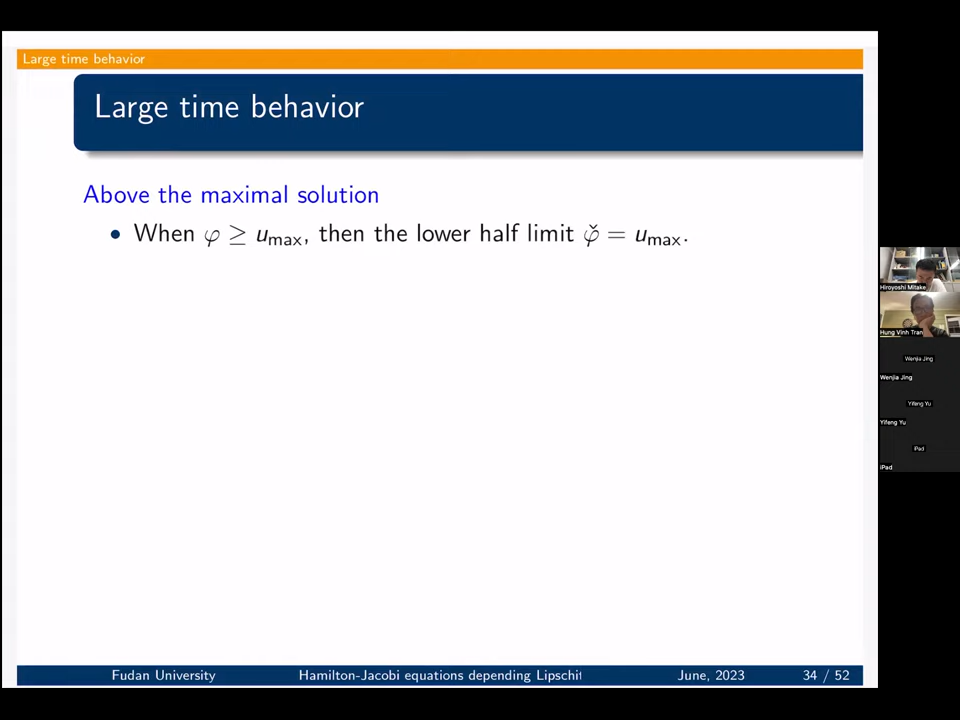 Large time behavior
Large time behavior
Above the maximal solution
• When φ ≥ u_max, then the lower half limit φ̌ = u_max.
Hiroyoshi Mitake
Hung Vinh Tran
Wenjia Jing
Wenjia Jing
Yifeng Yu
Yifeng Yu
iPad
iPad
Fudan University Hamilton-Jacobi equations depending Lipschit June, 2023 34 / 52